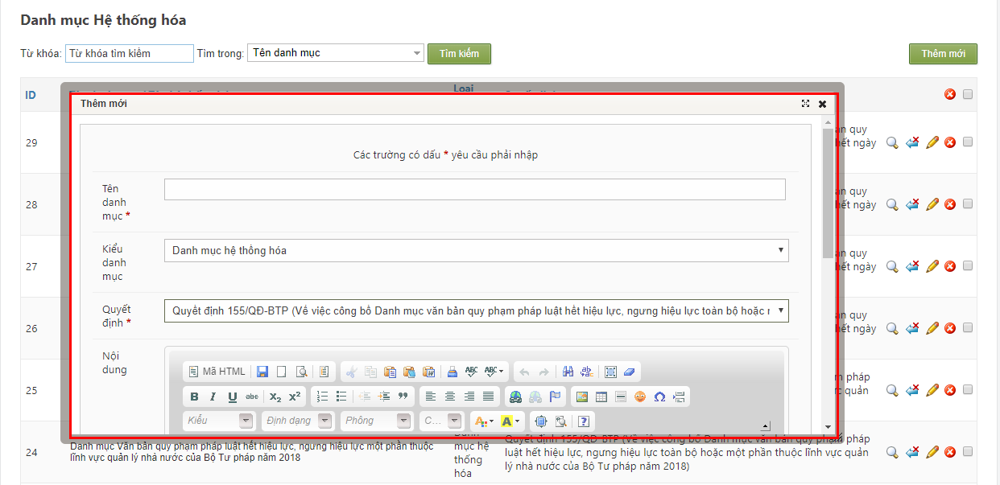 Danh mục Hệ thống hóa
Từ khóa: Từ khóa tìm kiếm Tìm trong: Tên danh mục Tìm kiếm Thêm mới
ID Loại
Thêm mới
Các trường có dấu * yêu cầu phải nhập
Tên danh mục *
Kiểu danh mục Danh mục hệ thống hóa
Quyết định * Quyết định 155/QĐ-BTP (Về việc công bố Danh mục văn bản quy phạm pháp luật hết hiệu lực, ngưng hiệu lực toàn bộ hoặc
Nội dung
Mã HTML
ABC ABC
B I U abc X2 X2
Kiểu Định dạng Phông C... A A ?
29 quy
hết ngày
28 quy
hết ngày
27 quy
hết ngày
26 quy
hết ngày
25 pháp
quản
24
Danh mục Văn bản quy phạm pháp luật hết hiệu lực, ngưng hiệu lực một phần thuộc
lĩnh vực quản lý nhà nước của Bộ Tư pháp năm 2018
Danh
mục hệ
thống
hóa
Quyết định 155/QĐ-BTP (Về việc công bố Danh mục văn bản quy phạm pháp
luật hết hiệu lực, ngưng hiệu lực toàn bộ hoặc một phần thuộc lĩnh vực quản
lý nhà nước của Bộ Tư pháp năm 2018)